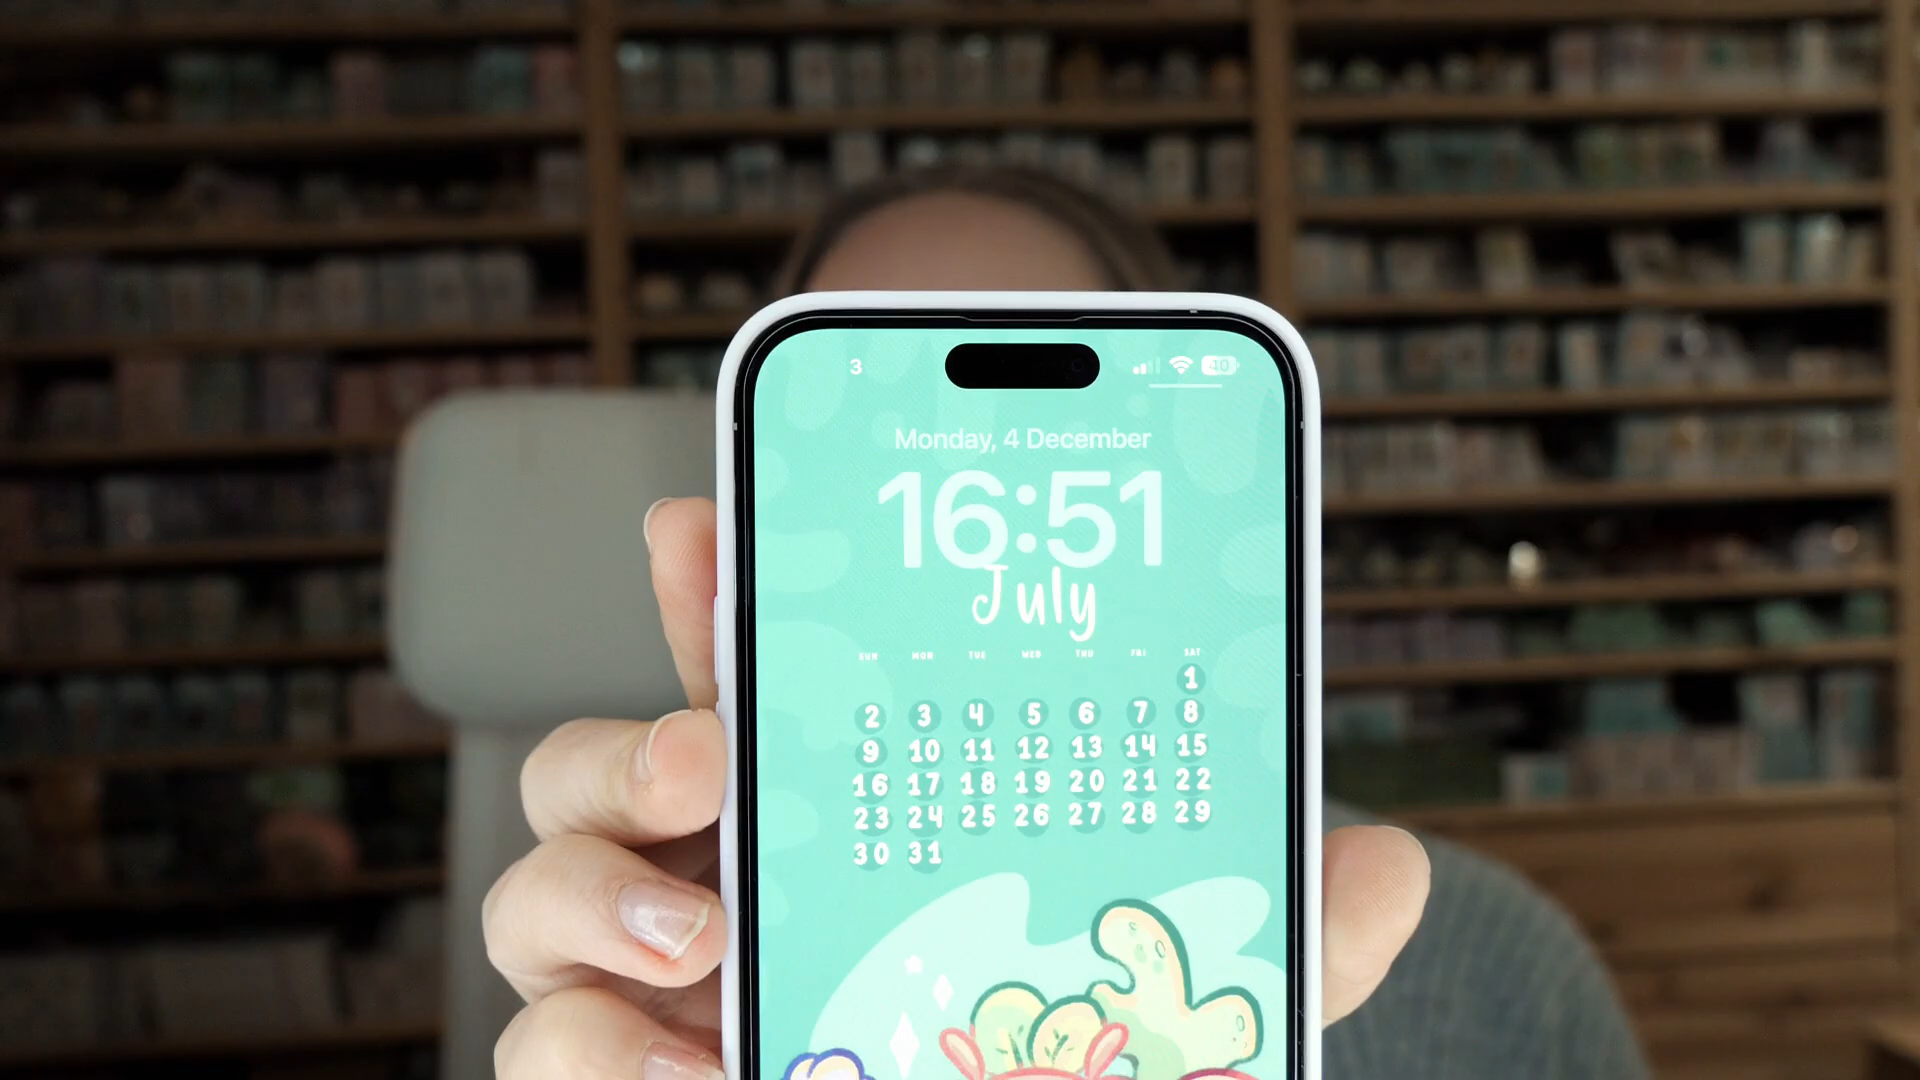 3 40
Monday, 4 December
16:51
July
SUN MON TUE WED THU FRI SAT
1
2 3 4 5 6 7 8
9 10 11 12 13 14 15
16 17 18 19 20 21 22
23 24 25 26 27 28 29
30 31